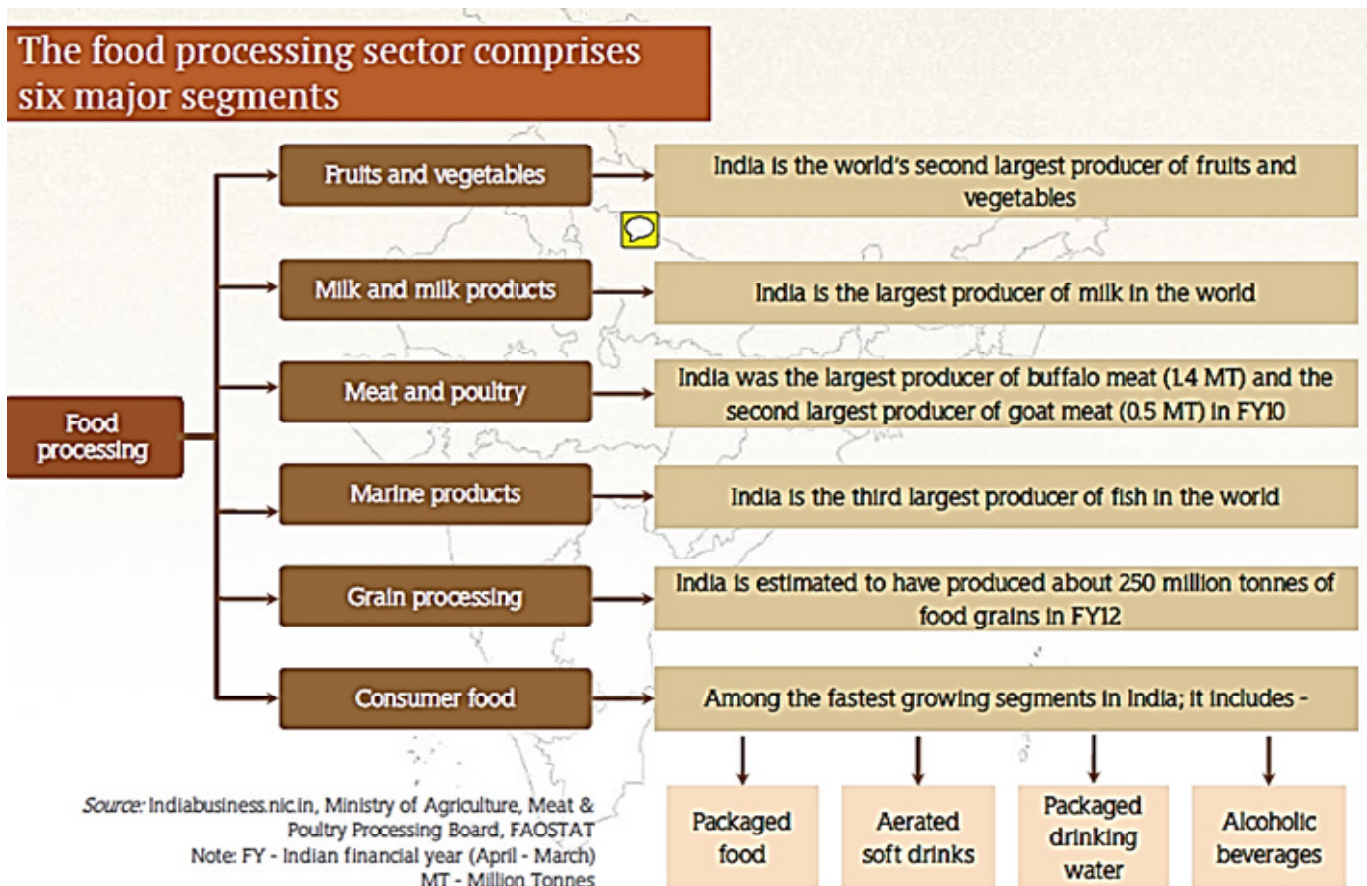 The food processing sector comprises
six major segments
Food
processing
Fruits and vegetables
India is the world's second largest producer of fruits and
vegetables
Milk and milk products
India is the largest producer of milk in the world
Meat and poultry
India was the largest producer of buffalo meat (1.4 MT) and the
second largest producer of goat meat (0.5 MT) in FY10
Marine products
India is the third largest producer of fish in the world
Grain processing
India is estimated to have produced about 250 million tonnes of
food grains in FY12
Consumer food
Among the fastest growing segments in India; it includes -
Packaged
food
Aerated
soft drinks
Packaged
drinking
water
Alcoholic
beverages
Source: Indiabusiness.nic.in, Ministry of Agriculture, Meat &
Poultry Processing Board, FAOSTAT
Note: FY - Indian financial year (April - March)
MT - Million Tonnes